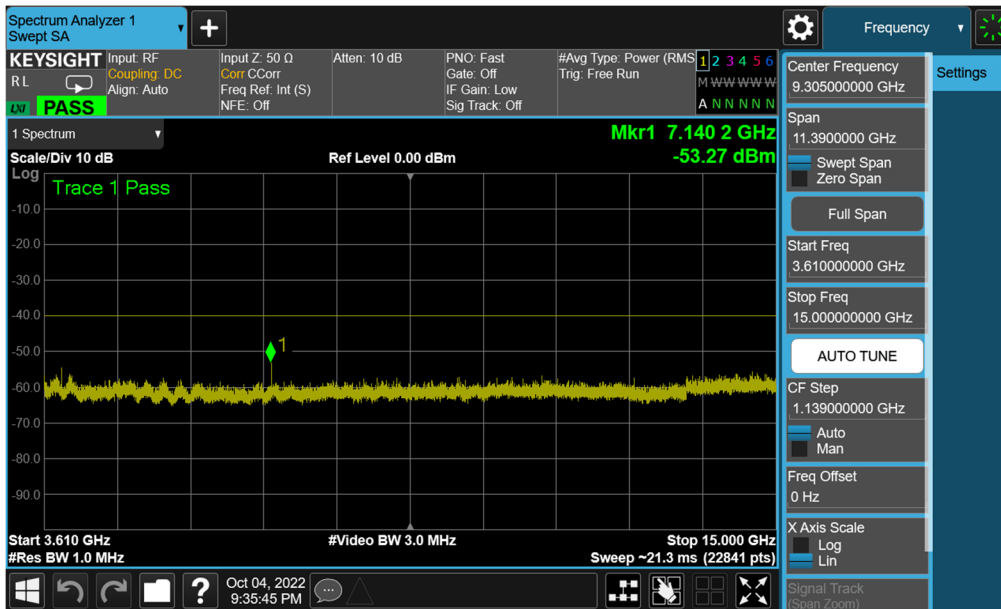 Spectrum Analyzer 1
Swept SA
Frequency
KEYSIGHT
RL
LXI
PASS
Input: RF
Coupling: DC
Align: Auto
Input Z: 50 Ω
Corr CCorr
Freq Ref: Int (S)
NFE: Off
Atten: 10 dB
PNO: Fast
Gate: Off
IF Gain: Low
Sig Track: Off
#Avg Type: Power (RMS
Trig: Free Run
1 2 3 4 5 6
M W W W W W
A N N N N N
1 Spectrum
Scale/Div 10 dB
Ref Level 0.00 dBm
Mkr1 7.140 2 GHz
-53.27 dBm
Log
Trace 1 Pass
-10.0
-20.0
-30.0
-40.0
-50.0
-60.0
-70.0
-80.0
-90.0
1
Start 3.610 GHz
#Res BW 1.0 MHz
#Video BW 3.0 MHz
Stop 15.000 GHz
Sweep ~21.3 ms (22841 pts)
Oct 04, 2022
9:35:45 PM
Center Frequency
9.305000000 GHz
Span
11.3900000 GHz
Swept Span
Zero Span
Full Span
Start Freq
3.610000000 GHz
Stop Freq
15.000000000 GHz
AUTO TUNE
CF Step
1.139000000 GHz
Auto
Man
Freq Offset
0 Hz
X Axis Scale
Log
Lin
Signal Track
(Span Zoom)
Settings